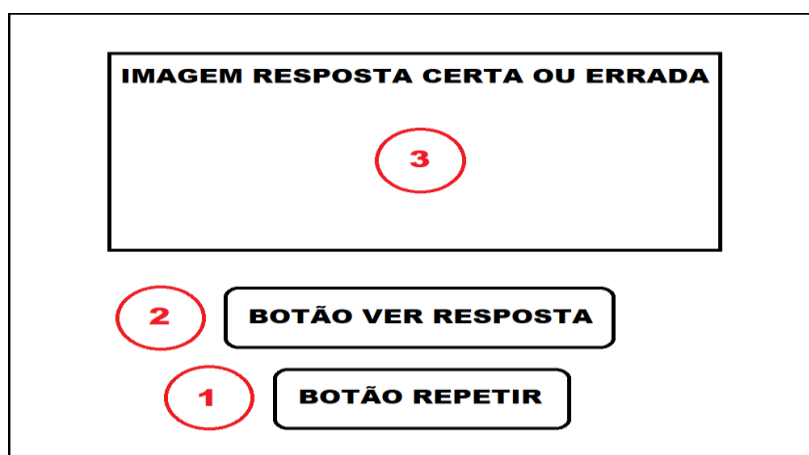 IMAGEM RESPOSTA CERTA OU ERRADA
3
2 BOTÃO VER RESPOSTA
1 BOTÃO REPETIR